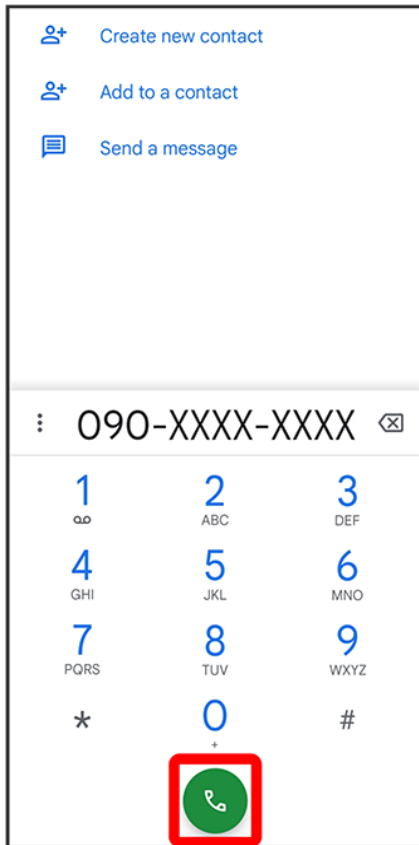 Create new contact
Add to a contact
Send a message
090-XXXX-XXXX
1 2 3
ABC DEF
4 5 6
GHI JKL MNO
7 8 9
PQRS TUV WXYZ
* 0 #
+